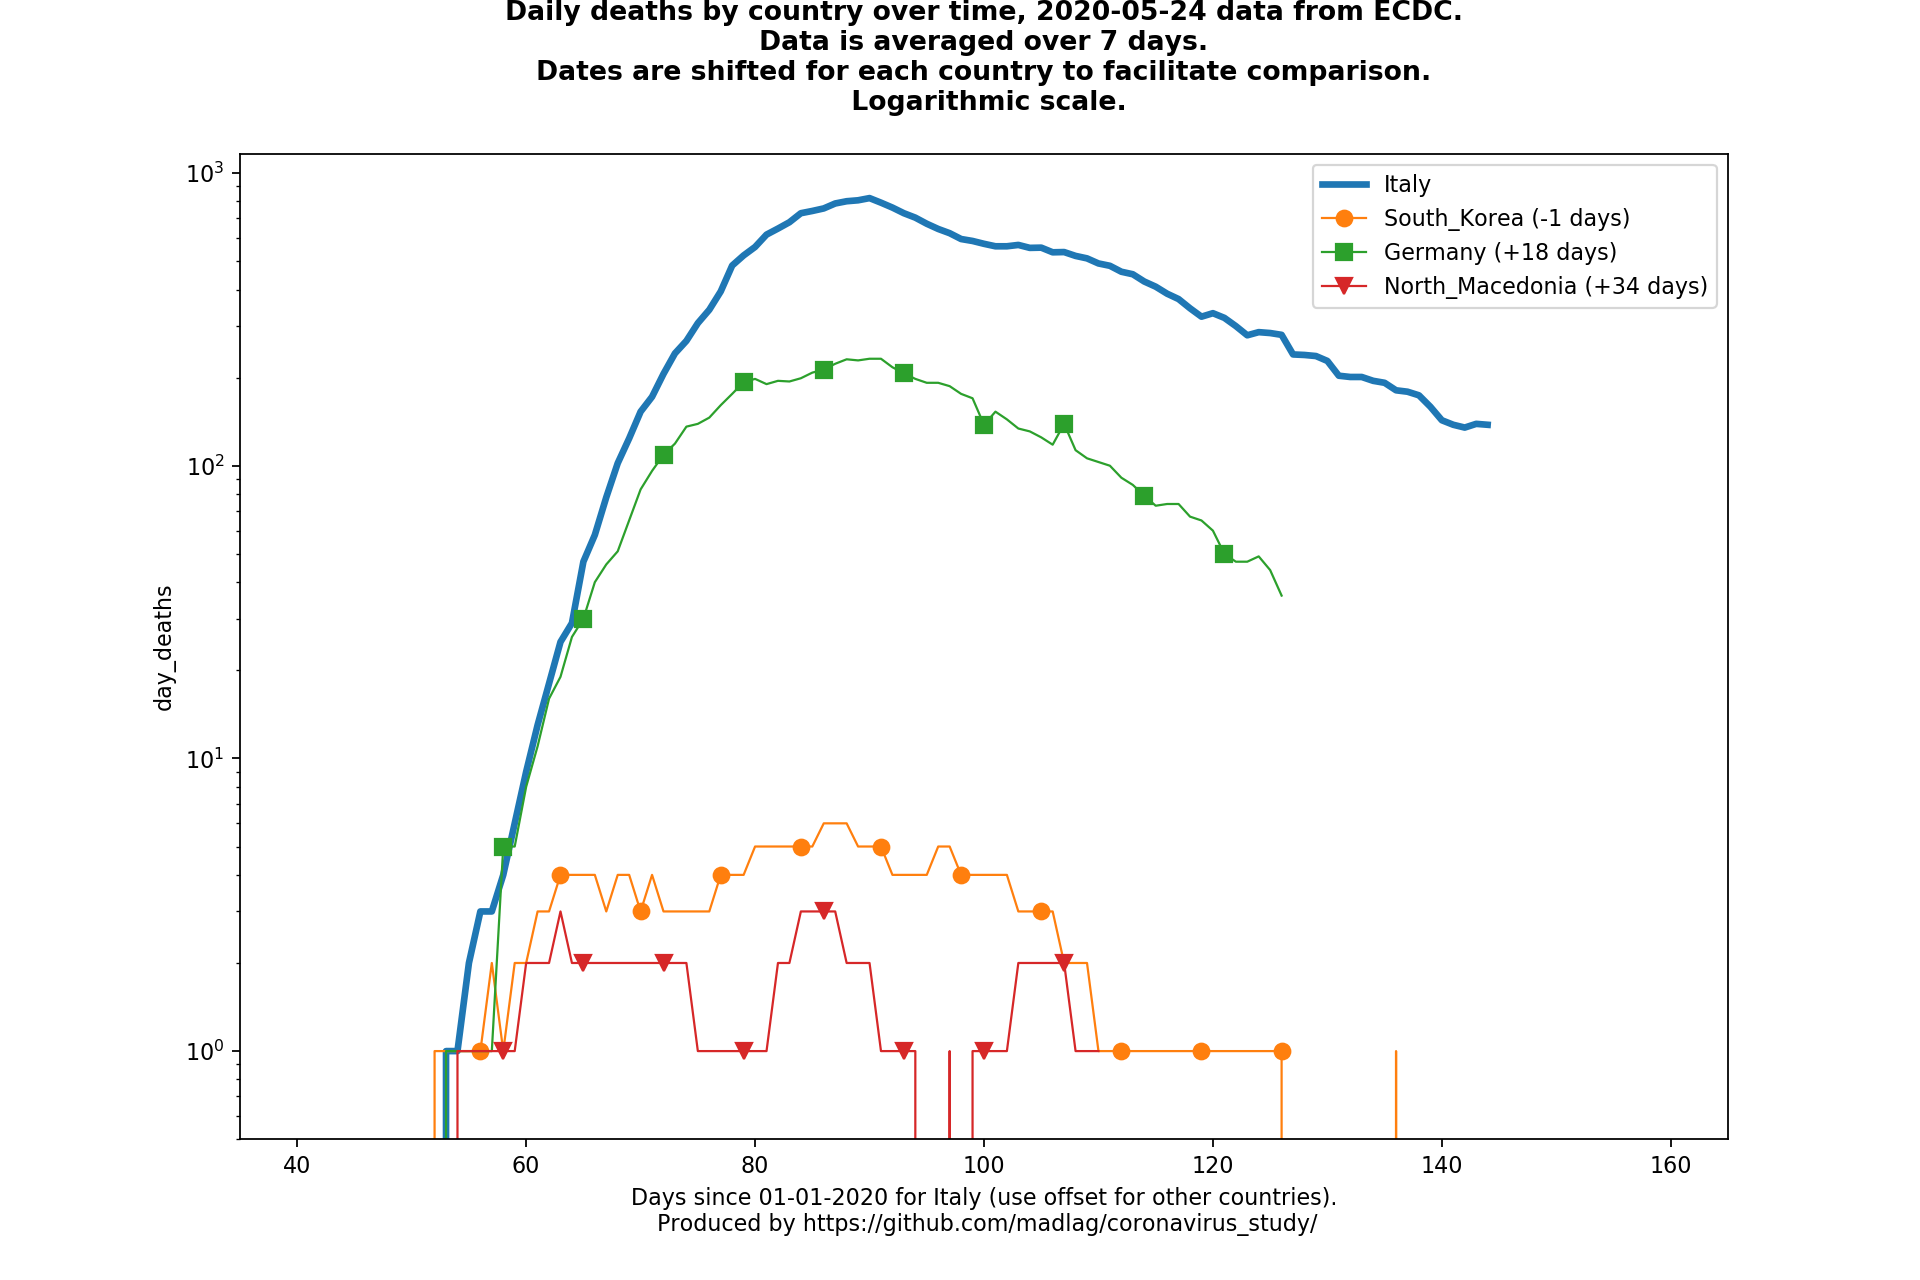 Daily deaths by country over time, 2020-05-24 data from ECDC.
Data is averaged over 7 days.
Dates are shifted for each country to facilitate comparison.
Logarithmic scale.
10³
10²
10¹
10⁰
day_deaths
Italy
South_Korea (-1 days)
Germany (+18 days)
North_Macedonia (+34 days)
40 60 80 100 120 140 160
Days since 01-01-2020 for Italy (use offset for other countries).
Produced by https://github.com/madlag/coronavirus_study/